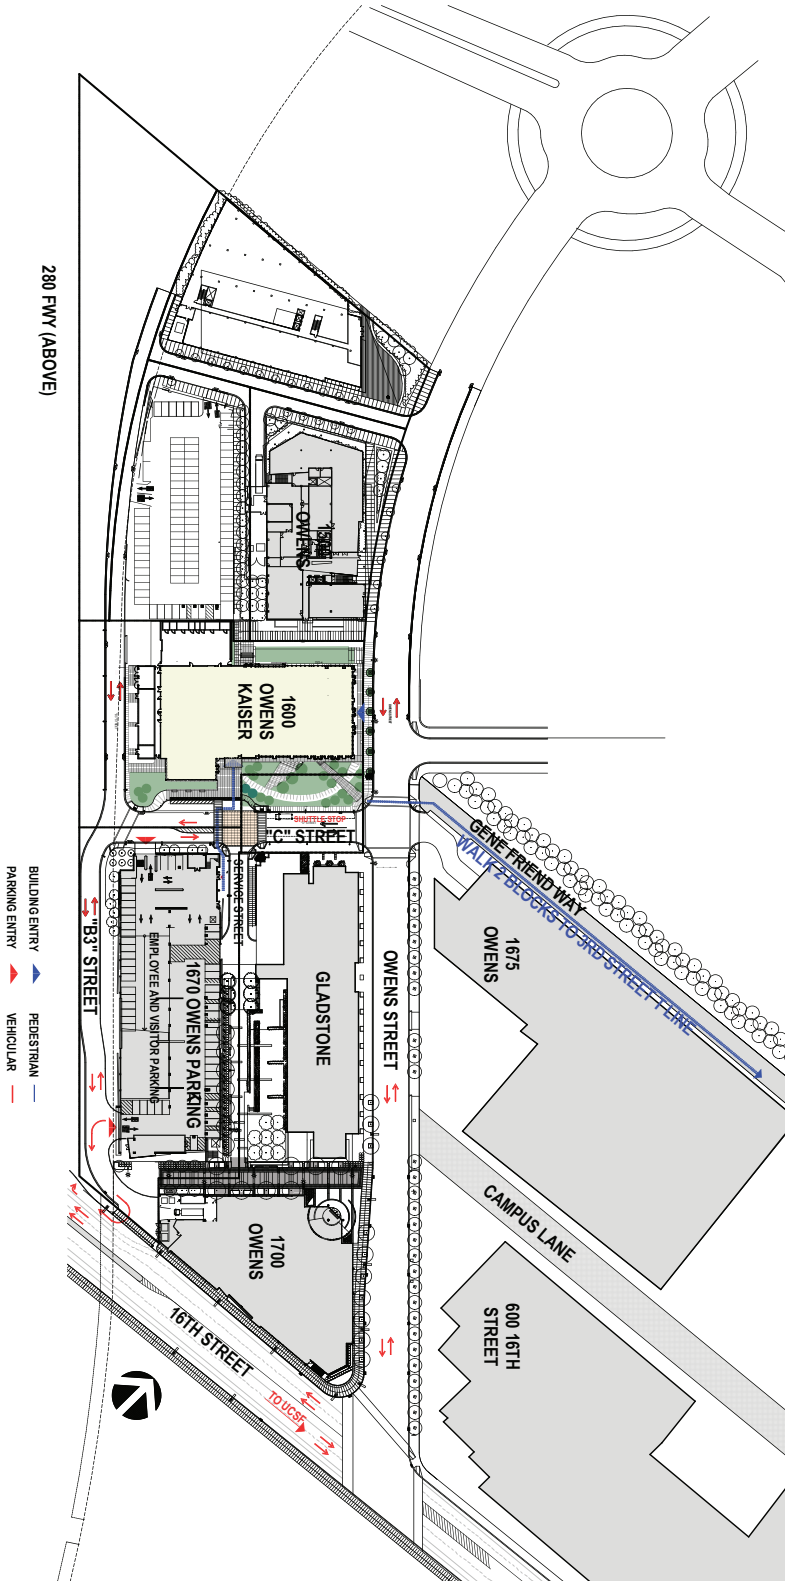 280 FWY (ABOVE)
OWENS
1600
OWENS
KAISER
SHUTTLE STOP
"C" STREET
GENE FRIEND WAY
WALK 2 BLOCKS TO 3RD STREET T LINE
1675
OWENS
SERVICE STREET
"B3" STREET
EMPLOYEE AND VISITOR PARKING
1670 OWENS PARKING
GLADSTONE
OWENS STREET
CAMPUS LANE
1700
OWENS
600 16TH
STREET
16TH STREET
TO UCSF
BUILDING ENTRY
PARKING ENTRY
PEDESTRIAN
VEHICULAR